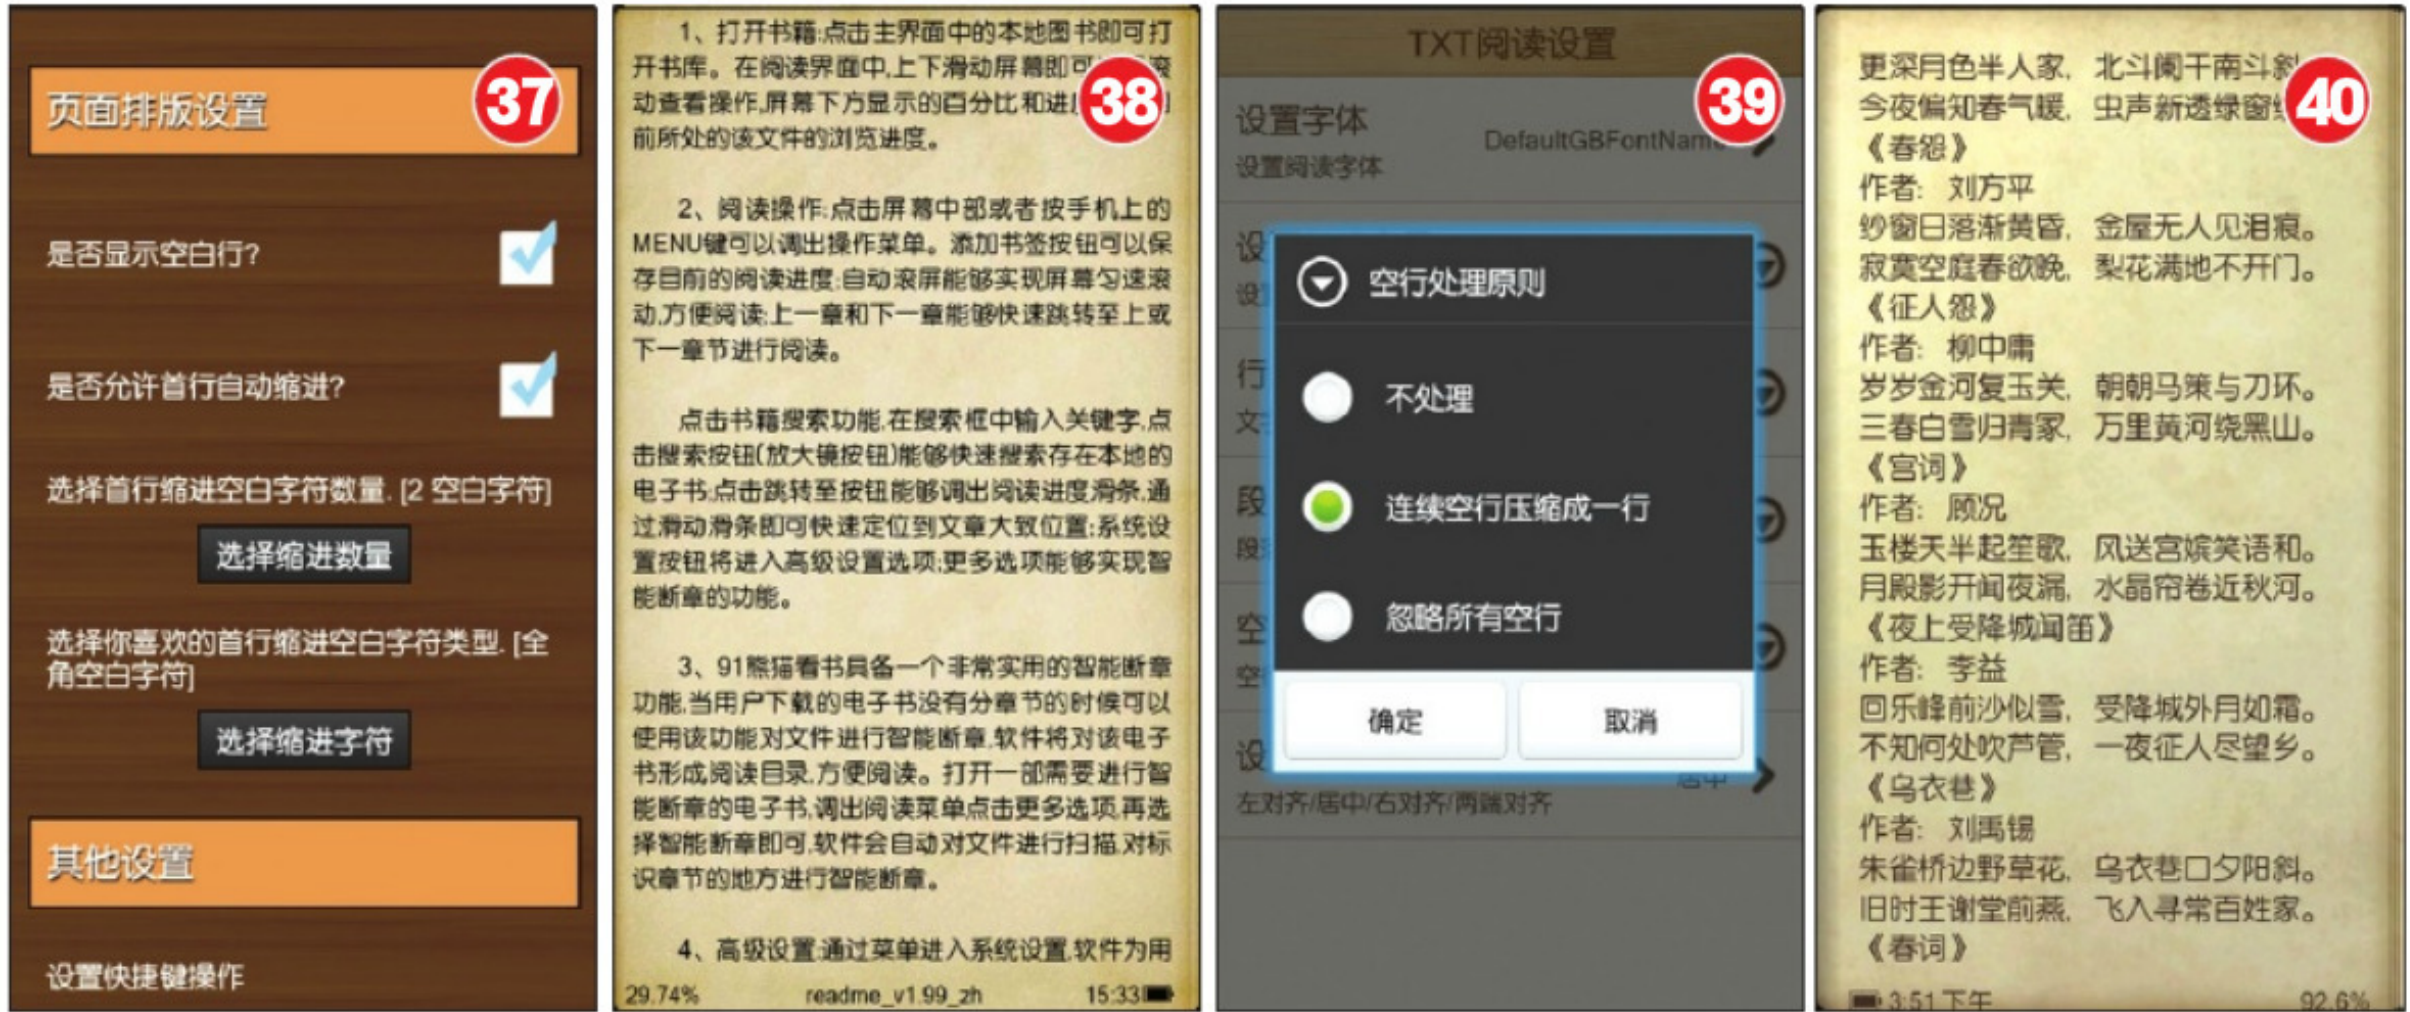 页面排版设置
37
是否显示空白行?
是否允许首行自动缩进?
选择首行缩进空白字符数量. [2 空白字符]
选择缩进数量
选择你喜欢的首行缩进空白字符类型. [全
角空白字符]
选择缩进字符
其他设置
设置快捷键操作
1、打开书籍:点击主界面中的本地图书即可打
开书库。在阅读界面中,上下滑动屏幕即可 滚
动查看操作,屏幕下方显示的百分比和进
前所处的该文件的浏览进度。
38
2、阅读操作:点击屏幕中部或者按手机上的
MENU键可以调出操作菜单。添加书签按钮可以保
存目前的阅读进度;自动滚屏能够实现屏幕匀速滚
动,方便阅读;上一章和下一章能够快速跳转至上或
下一章节进行阅读。
点击书籍搜索功能,在搜索框中输入关键字,点
击搜索按钮(放大镜按钮)能够快速搜索存在本地的
电子书;点击跳转至按钮能够调出阅读进度滑条,通
过滑动滑条即可快速定位到文章大致位置;系统设
置按钮将进入高级设置选项;更多选项能够实现智
能断章的功能。
3、91熊猫看书具备一个非常实用的智能断章
功能,当用户下载的电子书没有分章节的时候可以
使用该功能对文件进行智能断章,软件将对该电子
书形成阅读目录,方便阅读。打开一部需要进行智
能断章的电子书,调出阅读菜单点击更多选项,再选
择智能断章即可,软件会自动对文件进行扫描,对标
识章节的地方进行智能断章。
4、高级设置:通过菜单进入系统设置,软件为用
29.74% readme_v1.99_zh 15:33
TXT阅读设置
39
设置字体
DefaultGBFontName
设置阅读字体
设
设
行
文
段
段
空
空
设
居中
左对齐/居中/右对齐/两端对齐
空行处理原则
不处理
连续空行压缩成一行
忽略所有空行
确定 取消
更深月色半人家, 北斗阑干南斗斜
今夜偏知春气暖, 虫声新透绿窗
40
《春怨》
作者: 刘方平
纱窗日落渐黄昏, 金屋无人见泪痕。
寂寞空庭春欲晚, 梨花满地不开门。
《征人怨》
作者: 柳中庸
岁岁金河复玉关, 朝朝马策与刀环。
三春白雪归青冢, 万里黄河绕黑山。
《宫词》
作者: 顾况
玉楼天半起笙歌, 风送宫嫔笑语和。
月殿影开闻夜漏, 水晶帘卷近秋河。
《夜上受降城闻笛》
作者: 李益
回乐峰前沙似雪, 受降城外月如霜。
不知何处吹芦管, 一夜征人尽望乡。
《乌衣巷》
作者: 刘禹锡
朱雀桥边野草花, 乌衣巷口夕阳斜。
旧时王谢堂前燕, 飞入寻常百姓家。
《春词》
3:51下午 92.6%